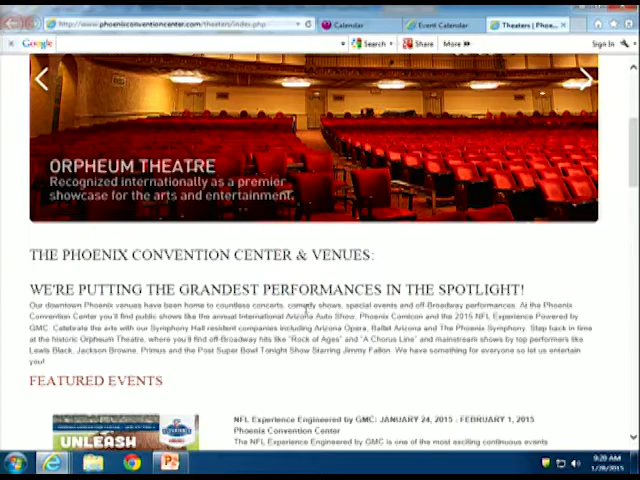 http://www.phoenixconventioncenter.com/theaters/index.php
Calendar
Event Calendar
Theaters | Phoe...
Google
Search
Share
More »
Sign In
ORPHEUM THEATRE
Recognized internationally as a premier
showcase for the arts and entertainment.
THE PHOENIX CONVENTION CENTER & VENUES:
WE'RE PUTTING THE GRANDEST PERFORMANCES IN THE SPOTLIGHT!
Our downtown Phoenix venues have been home to countless concerts, comedy shows, special events and off-Broadway performances. At the Phoenix
Convention Center you'll find public shows like the annual International Arizona Auto Show, Phoenix Comicon and the 2015 NFL Experience Powered by
GMC. Celebrate the arts with our Symphony Hall resident companies including Arizona Opera, Ballet Arizona and The Phoenix Symphony. Step back in time
at the historic Orpheum Theatre, where you'll find off-Broadway hits like "Rock of Ages" and "A Chorus Line" and mainstream shows by top performers like
Lewis Black, Jackson Browne, Primus and the Post Super Bowl Tonight Show Starring Jimmy Fallon. We have something for everyone so let us entertain
you!
FEATURED EVENTS
UNLEASH
NFL Experience Engineered by GMC: JANUARY 24, 2015 - FEBRUARY 1, 2015
Phoenix Convention Center
The NFL Experience Engineered by GMC is one of the most exciting continuous events
9:20 AM
1/28/2015